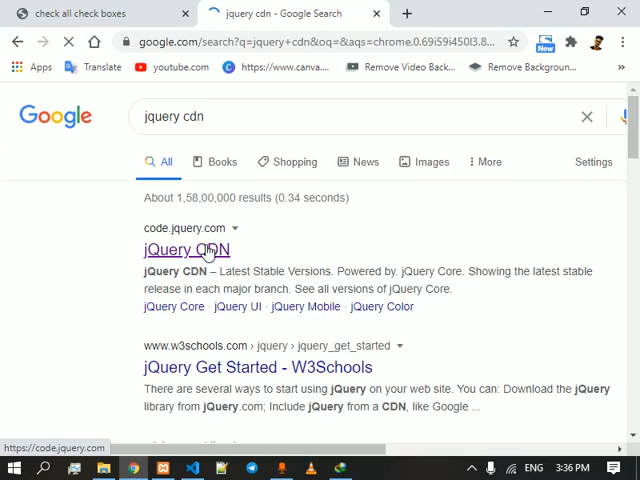 check all check boxes
jquery cdn - Google Search
google.com/search?q=jquery+cdn&oq=&aqs=chrome.0.69i59i450l3.8...
New
Apps
Translate
youtube.com
https://www.canva....
Remove Video Back...
Remove Backgroun...
Google
jquery cdn
All
Books
Shopping
News
Images
More
Settings
About 1,58,00,000 results (0.34 seconds)
code.jquery.com
jQuery CDN
jQuery CDN – Latest Stable Versions. Powered by. jQuery Core. Showing the latest stable
release in each major branch. See all versions of jQuery Core.
jQuery Core · jQuery UI · jQuery Mobile · jQuery Color
www.w3schools.com › jquery › jquery_get_started
jQuery Get Started - W3Schools
There are several ways to start using jQuery on your web site. You can: Download the jQuery
library from jQuery.com; Include jQuery from a CDN, like Google ...
https://code.jquery.com
ENG
3:36 PM